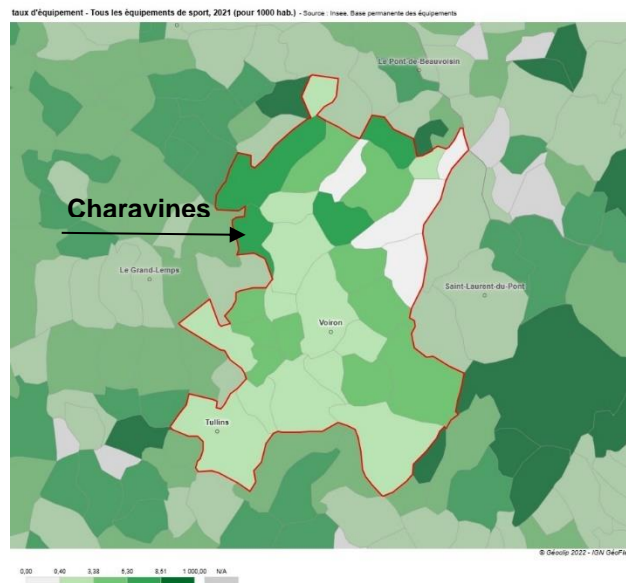 taux d'équipement - Tous les équipements de sport, 2021 (pour 1000 hab.) - Source : Insee, Base permanente des équipements
Le Pont-de-Beauvoisin
Charavines
Le Grand-Lemps
Saint-Laurent-du-Pont
Voiron
Tullins
© Géoclip 2022 - IGN GéoFla
0,00 0,40 3,38 5,30 8,51 1 000,00 N/A